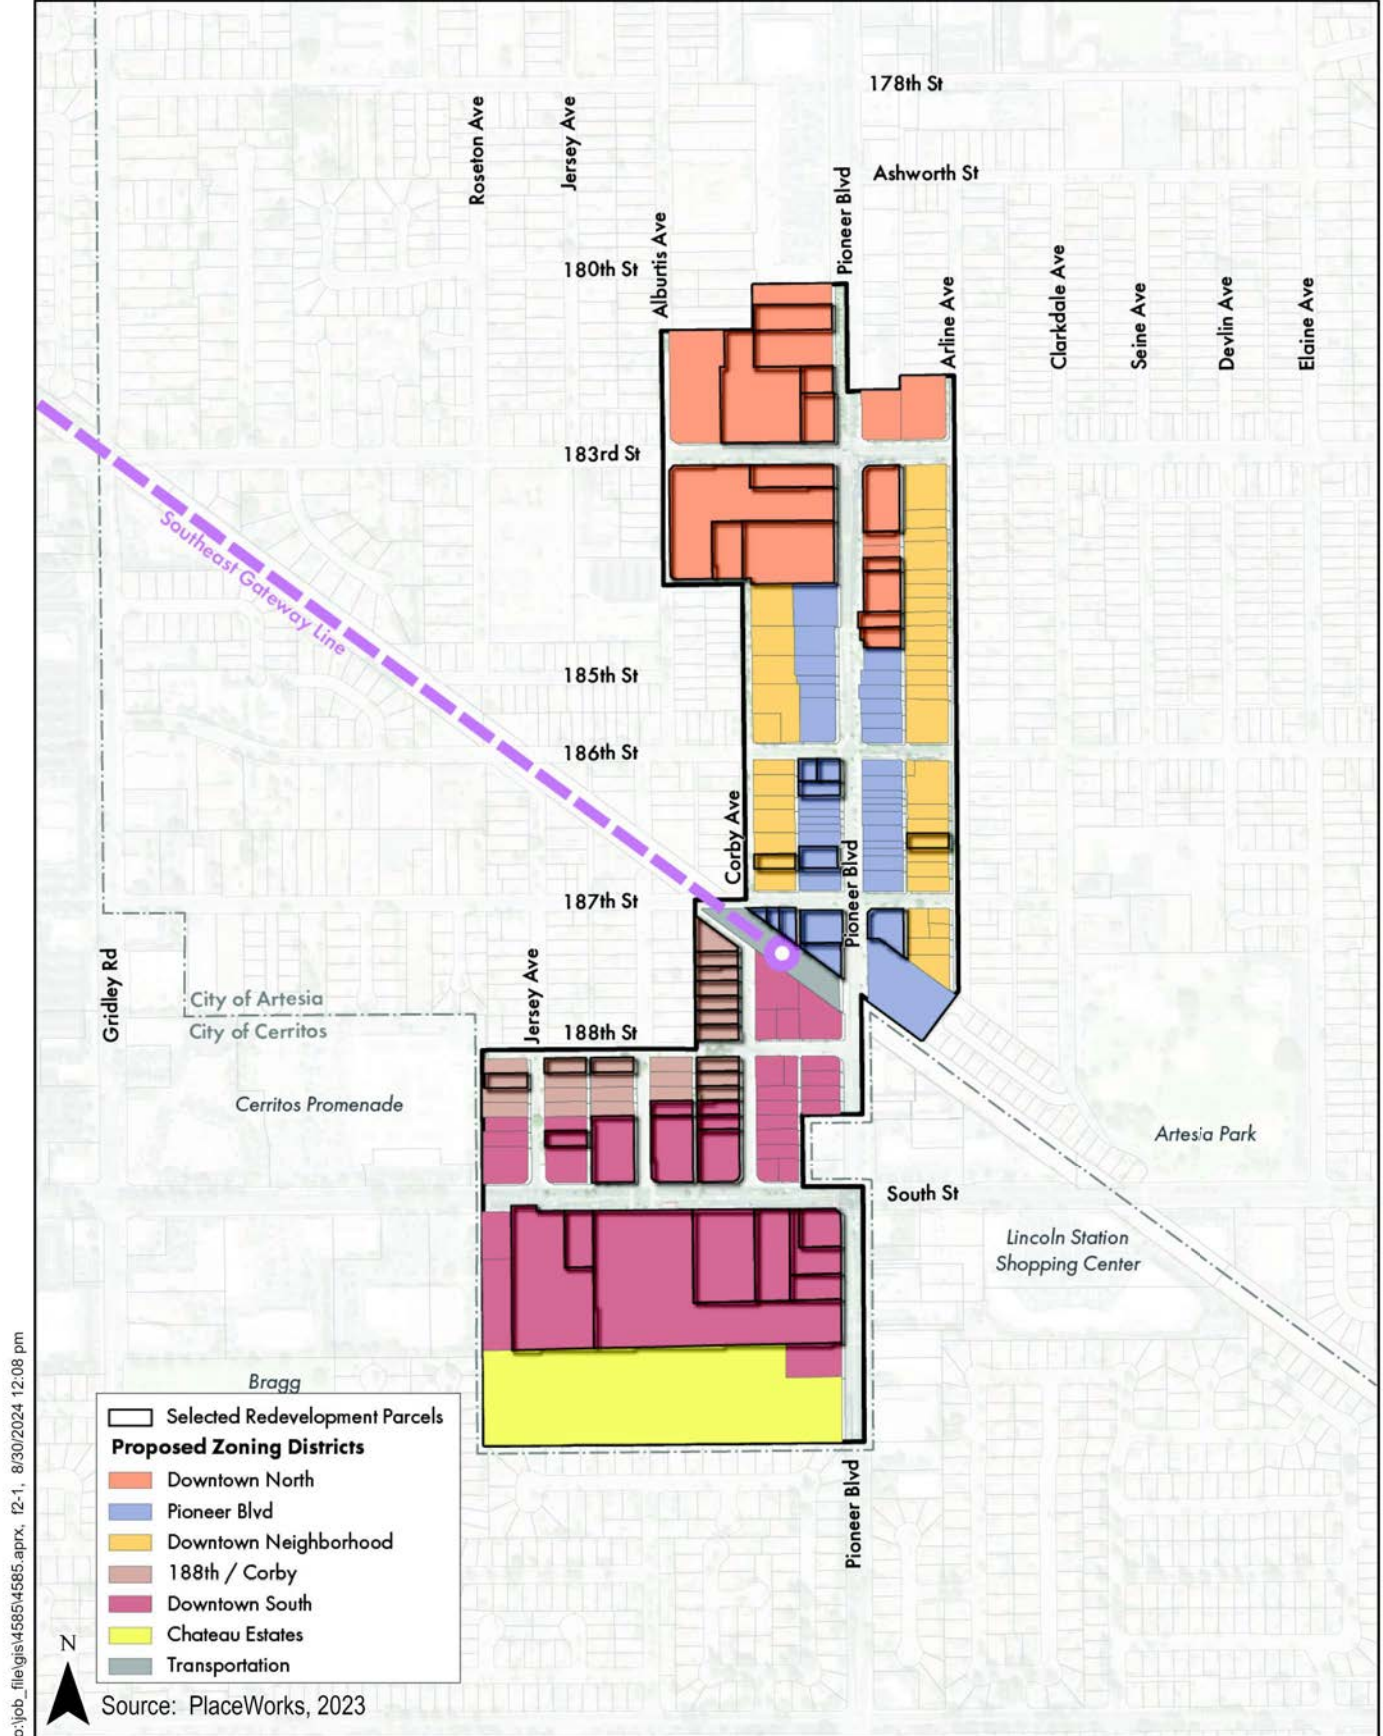 178th St
Ashworth St
Roseton Ave
Jersey Ave
Pioneer Blvd
Alburtis Ave
180th St
Arline Ave
Clarkdale Ave
Seine Ave
Devlin Ave
Elaine Ave
183rd St
Southeast Gateway Line
185th St
186th St
Corby Ave
Pioneer Blvd
187th St
Gridley Rd
Jersey Ave
City of Artesia
City of Cerritos
188th St
Cerritos Promenade
Artesia Park
South St
Lincoln Station
Shopping Center
Bragg
Selected Redevelopment Parcels
Proposed Zoning Districts
Downtown North
Pioneer Blvd
Downtown Neighborhood
188th / Corby
Downtown South
Chateau Estates
Transportation
Pioneer Blvd
N
Source: PlaceWorks, 2023
p:\job_file\gis\4585\4585.aprx, f2-1, 8/30/2024 12:08 pm